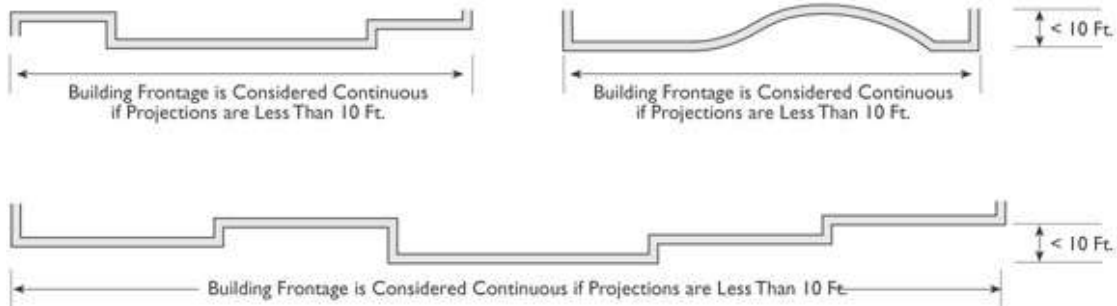 < 10 Ft.
Building Frontage is Considered Continuous
if Projections are Less Than 10 Ft.
Building Frontage is Considered Continuous
if Projections are Less Than 10 Ft.
< 10 Ft.
Building Frontage is Considered Continuous if Projections are Less Than 10 Ft.